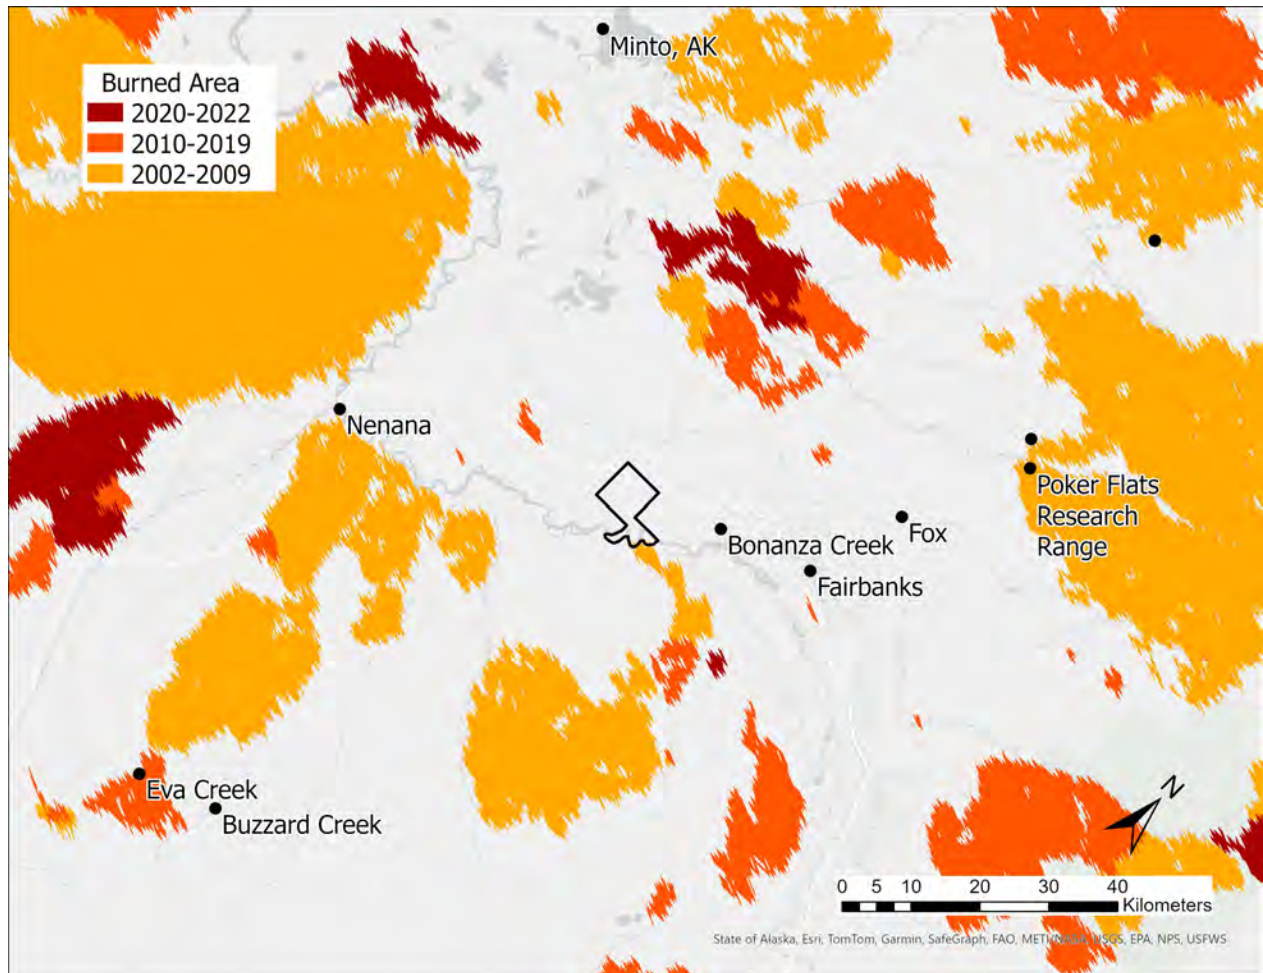 Minto, AK
Burned Area
2020-2022
2010-2019
2002-2009
Nenana
Poker Flats
Research
Range
Bonanza Creek
Fox
Fairbanks
Eva Creek
Buzzard Creek
N
0 5 10 20 30 40
Kilometers
State of Alaska, Esri, TomTom, Garmin, SafeGraph, FAO, METI/NASA, USGS, EPA, NPS, USFWS